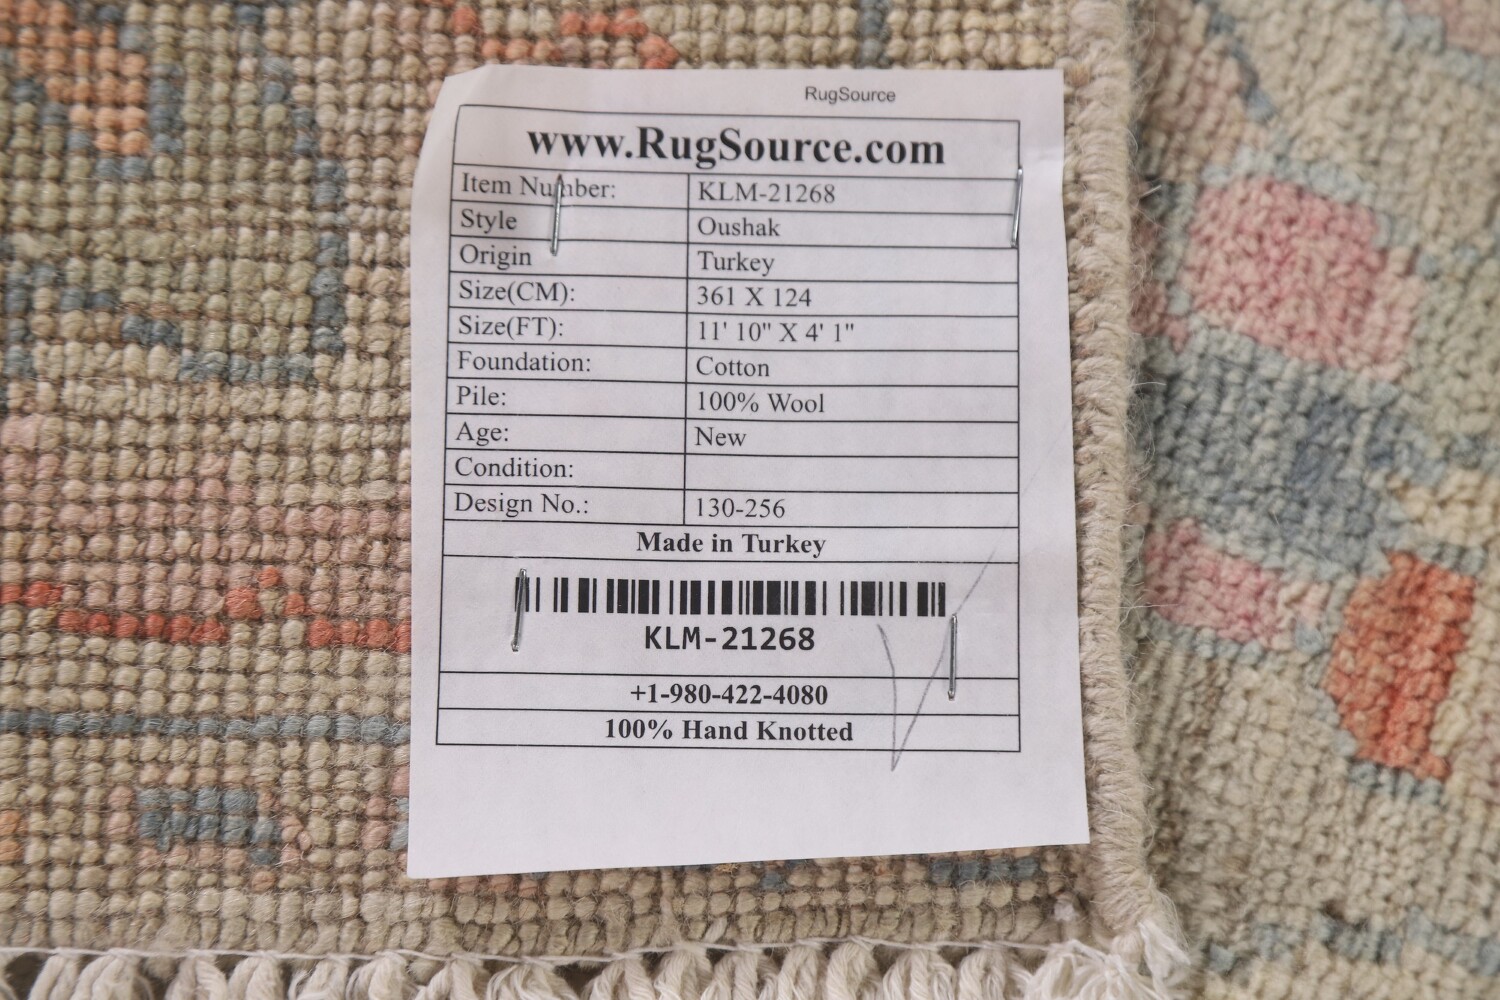 RugSource
www.RugSource.com
Item Number: KLM-21268
Style Oushak
Origin Turkey
Size(CM): 361 X 124
Size(FT): 11' 10" X 4' 1"
Foundation: Cotton
Pile: 100% Wool
Age: New
Condition:
Design No.: 130-256
Made in Turkey
KLM-21268
+1-980-422-4080
100% Hand Knotted